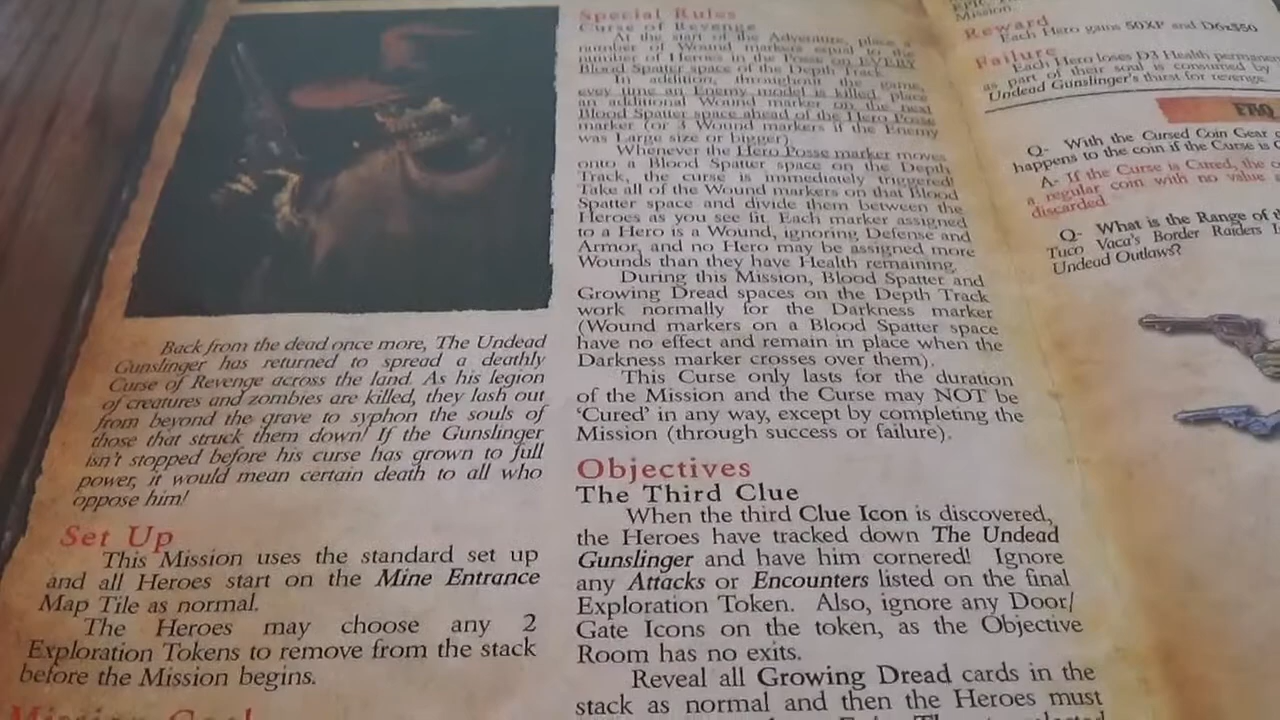 Back from the dead once more, The Undead
Gunslinger has returned to spread a deathly
Curse of Revenge across the land. As his legion
of creatures and zombies are killed, they lash out
from beyond the grave to syphon the souls of
those that struck them down! If the Gunslinger
isn't stopped before his curse has grown to full
power, it would mean certain death to all who
oppose him!
Set Up
This Mission uses the standard set up
and all Heroes start on the Mine Entrance
Map Tile as normal.
The Heroes may choose any 2
Exploration Tokens to remove from the stack
before the Mission begins.
Mission Goal
Special Rules
Curse of Revenge
At the start of the Adventure, place a
number of Wound markers equal to the
number of Heroes in the Posse on EVERY
Blood Spatter space of the Depth Track.
In addition, throughout the game,
every time an Enemy model is killed, place
an additional Wound marker on the next
Blood Spatter space ahead of the Hero Posse
marker (or 3 Wound markers if the Enemy
was Large size or bigger).
Whenever the Hero Posse marker moves
onto a Blood Spatter space on the Depth
Track, the curse is immediately triggered!
Take all of the Wound markers on that Blood
Spatter space and divide them between the
Heroes as you see fit. Each marker assigned
to a Hero is a Wound, ignoring Defense and
Armor, and no Hero may be assigned more
Wounds than they have Health remaining.
During this Mission, Blood Spatter and
Growing Dread spaces on the Depth Track
work normally for the Darkness marker
(Wound markers on a Blood Spatter space
have no effect and remain in place when the
Darkness marker crosses over them).
This Curse only lasts for the duration
of the Mission and the Curse may NOT be
'Cured' in any way, except by completing the
Mission (through success or failure).
Objectives
The Third Clue
When the third Clue Icon is discovered,
the Heroes have tracked down The Undead
Gunslinger and have him cornered! Ignore
any Attacks or Encounters listed on the final
Exploration Token. Also, ignore any Door/
Gate Icons on the token, as the Objective
Room has no exits.
Reveal all Growing Dread cards in the
stack as normal and then the Heroes must
Mission.
Reward
Each Hero gains 50XP and D6x$50
Failure
Each Hero loses D3 Health permanen
as part of their soul is consumed by
Undead Gunslinger's thirst for revenge.
FAQ
Q- With the Cursed Coin Gear
happens to the coin if the Curse is C
A- If the Curse is Cured, the c
a regular coin with no value
discarded.
Q- What is the Range of
Tuco Vaca's Border Raiders
Undead Outlaws?